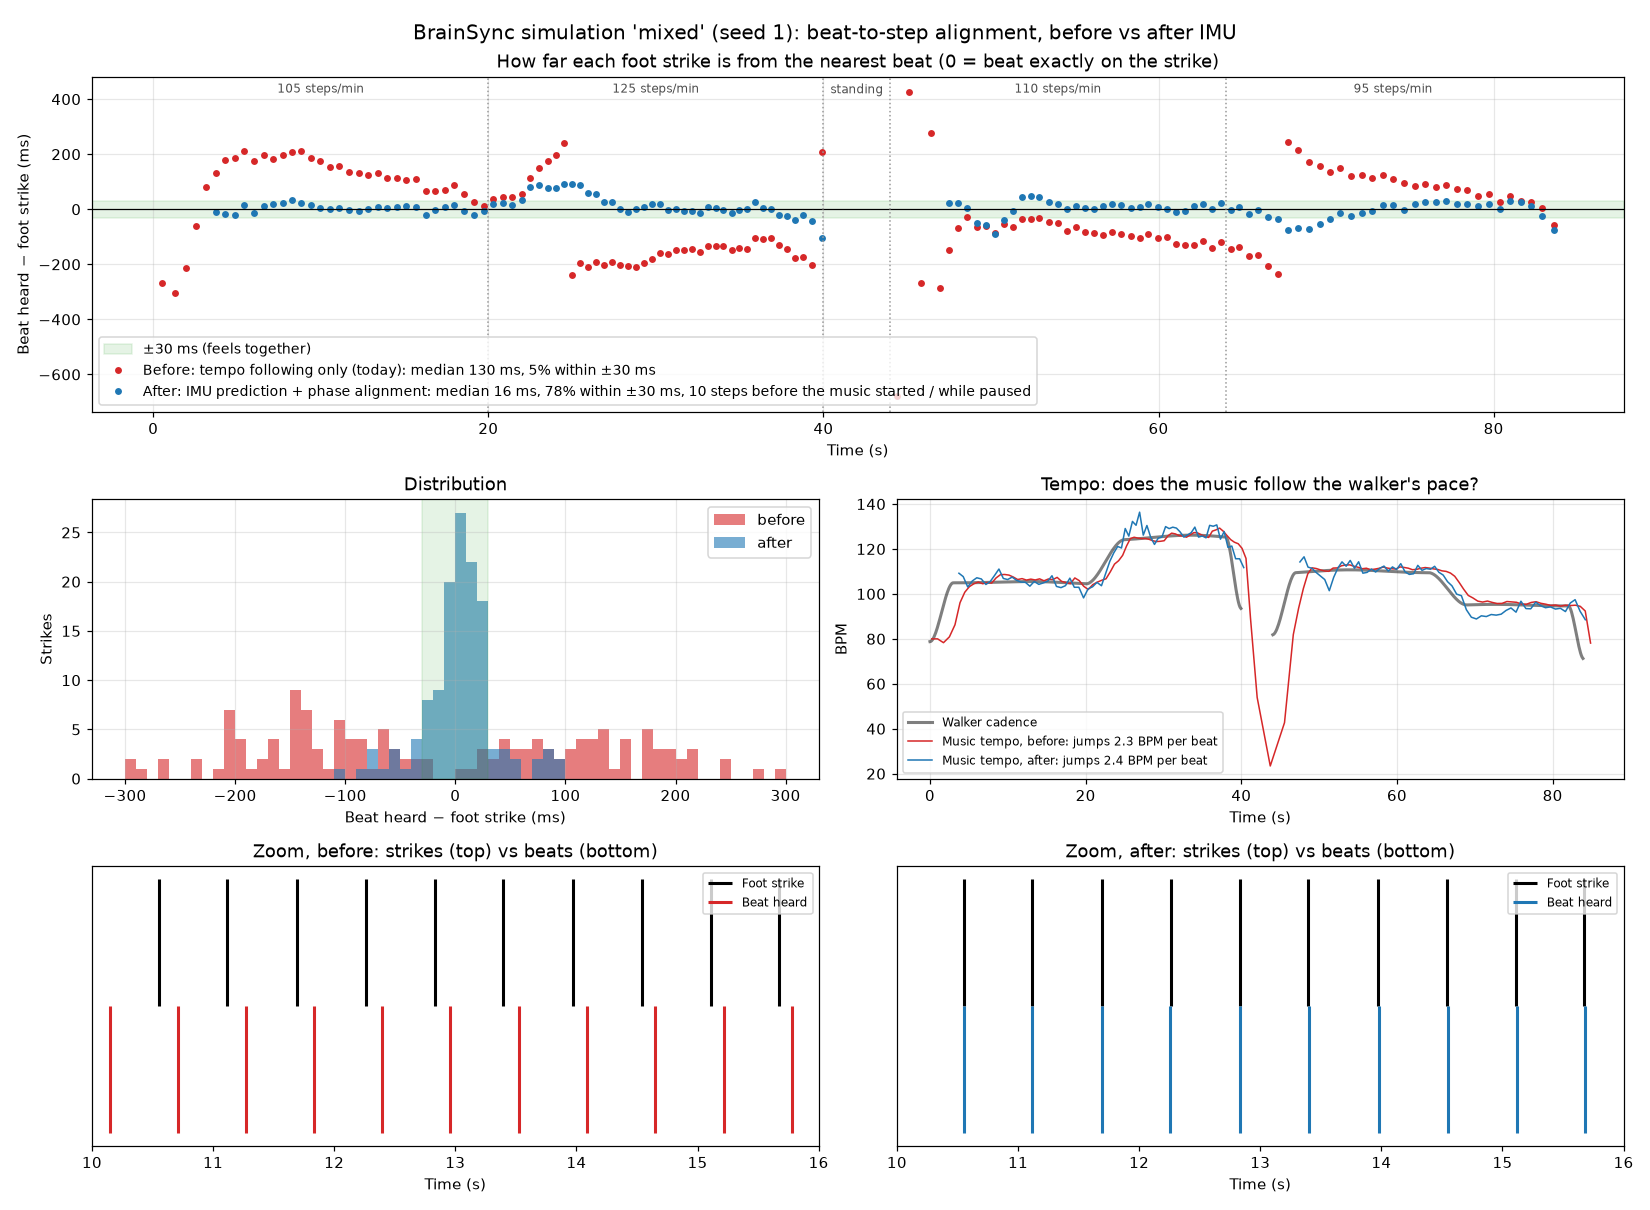 BrainSync simulation 'mixed' (seed 1): beat-to-step alignment, before vs after IMU
How far each foot strike is from the nearest beat (0 = beat exactly on the strike)
105 steps/min
125 steps/min
standing
110 steps/min
95 steps/min
400
200
0
−200
−400
−600
Beat heard − foot strike (ms)
±30 ms (feels together)
Before: tempo following only (today): median 130 ms, 5% within ±30 ms
After: IMU prediction + phase alignment: median 16 ms, 78% within ±30 ms, 10 steps before the music started / while paused
0 20 40 60 80
Time (s)
Distribution
25
20
15
10
5
0
Strikes
before
after
−300 −200 −100 0 100 200 300
Beat heard − foot strike (ms)
Tempo: does the music follow the walker's pace?
140
120
100
80
60
40
20
BPM
Walker cadence
Music tempo, before: jumps 2.3 BPM per beat
Music tempo, after: jumps 2.4 BPM per beat
0 20 40 60 80
Time (s)
Zoom, before: strikes (top) vs beats (bottom)
Foot strike
Beat heard
10 11 12 13 14 15 16
Time (s)
Zoom, after: strikes (top) vs beats (bottom)
Foot strike
Beat heard
10 11 12 13 14 15 16
Time (s)